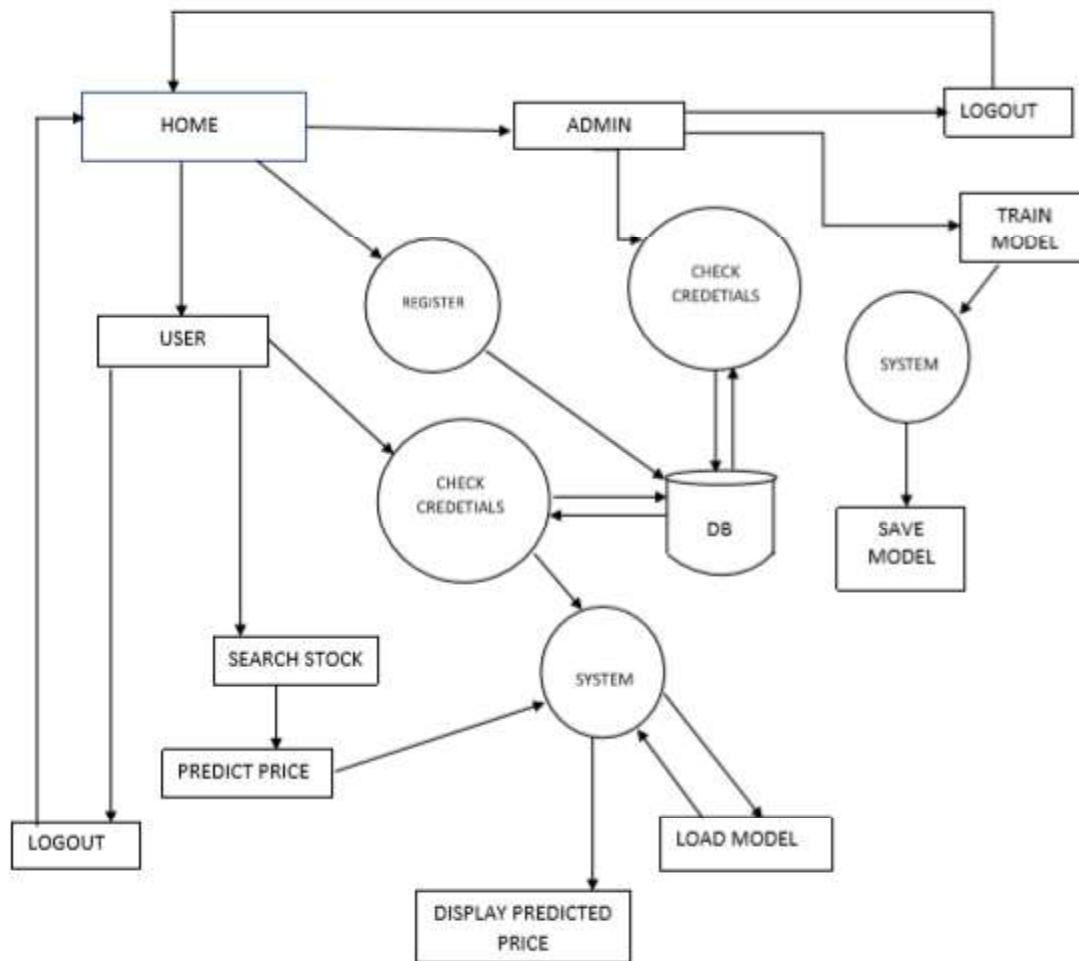 HOME
ADMIN
LOGOUT
TRAIN
MODEL
CHECK
CREDETIALS
REGISTER
USER
SYSTEM
CHECK
CREDETIALS
DB
SAVE
MODEL
SEARCH STOCK
SYSTEM
PREDICT PRICE
LOGOUT
LOAD MODEL
DISPLAY PREDICTED
PRICE